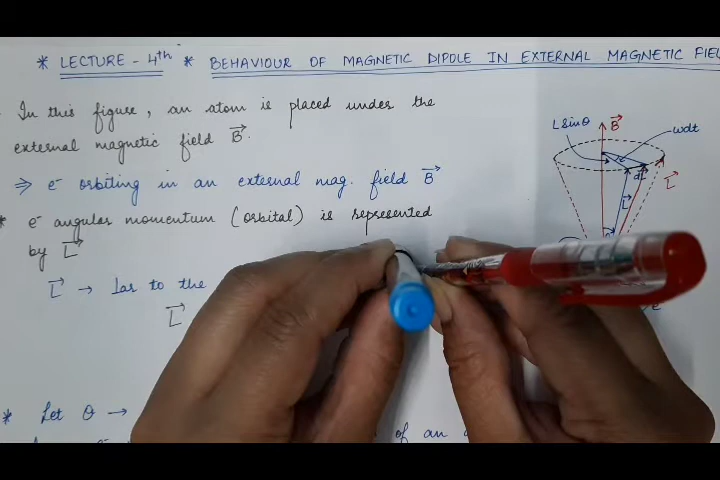 * LECTURE - 4th * BEHAVIOUR OF MAGNETIC DIPOLE IN EXTERNAL MAGNETIC FIEL
In this figure, an atom is placed under the
external magnetic field B⃗.
⇒ e⁻ orbiting in an external mag. field B⃗
* e⁻ angular momentum (orbital) is represented
by L⃗
L⃗ → lar to the
L⃗
* Let θ →
of an
L sinθ
B⃗
ωdt
dL
L⃗
L⃗